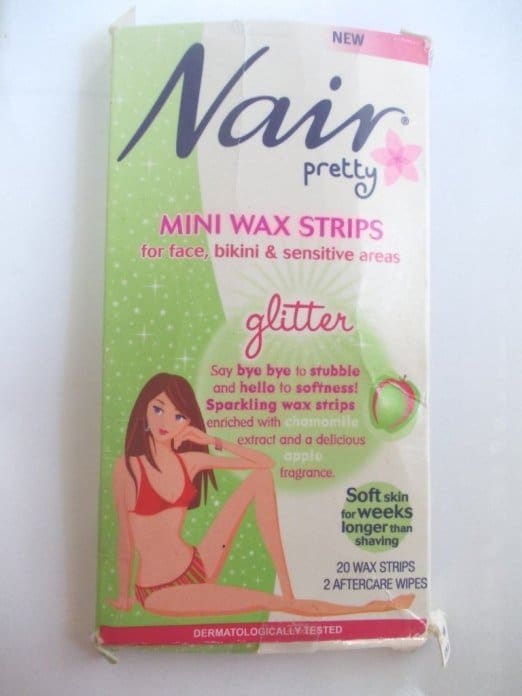 NEW
Nair®
pretty
MINI WAX STRIPS
for face, bikini & sensitive areas
glitter
Say bye bye to stubble
and hello to softness!
Sparkling wax strips
enriched with chamomile
extract and a delicious
apple
fragrance.
Soft skin
for weeks
longer than
shaving
20 WAX STRIPS
2 AFTERCARE WIPES
DERMATOLOGICALLY TESTED